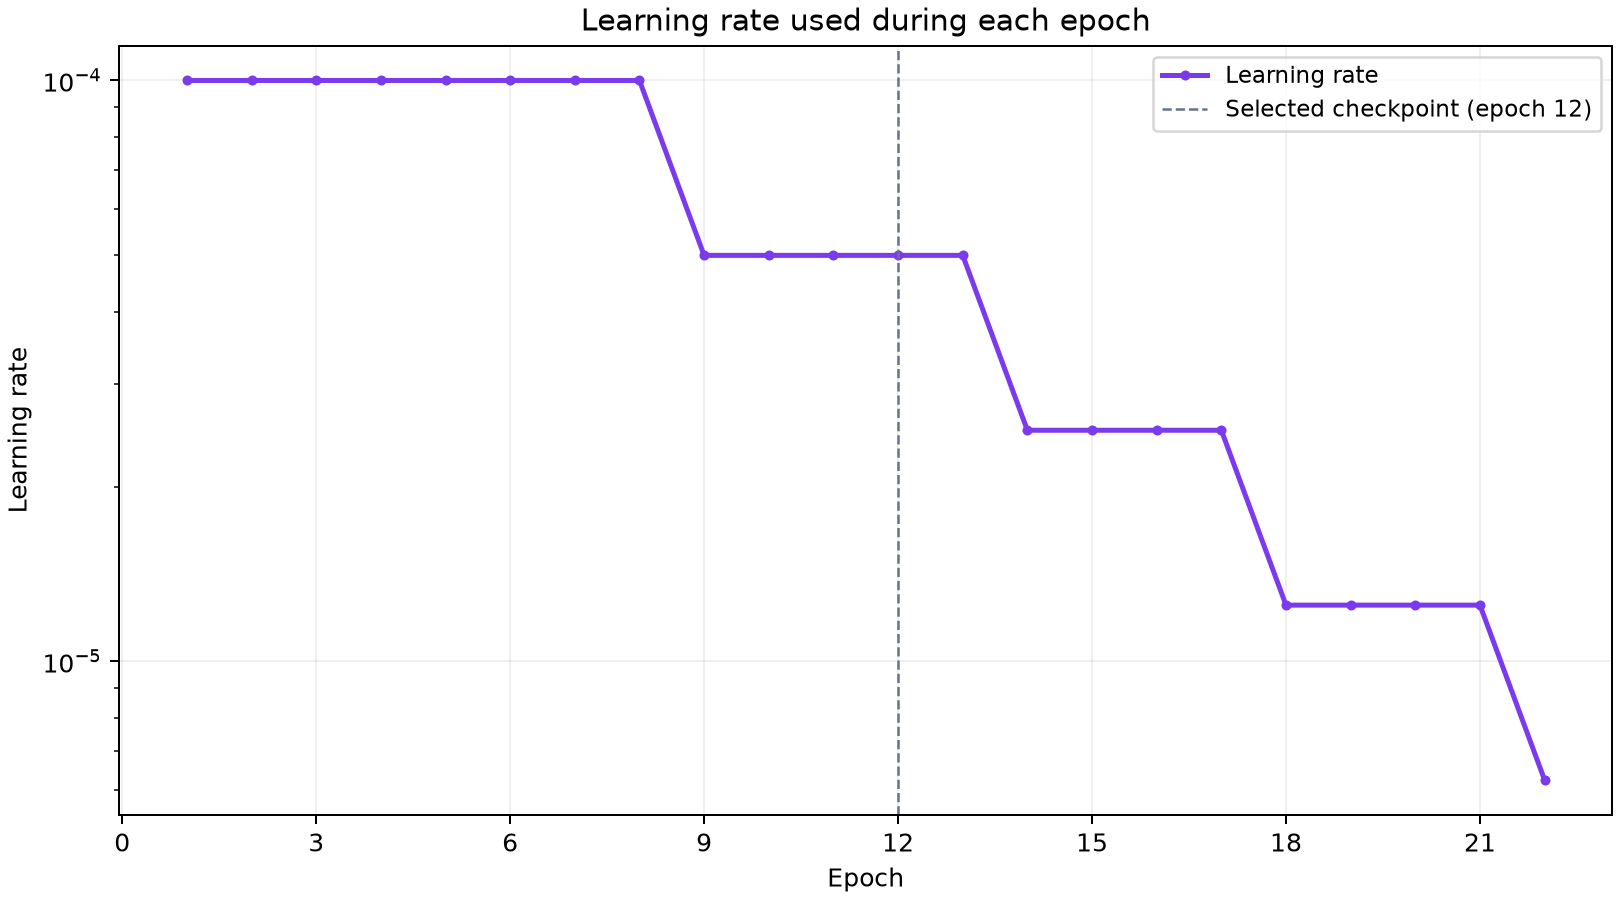 Learning rate used during each epoch
Learning rate
Selected checkpoint (epoch 12)
10⁻⁴
10⁻⁵
Learning rate
0 3 6 9 12 15 18 21
Epoch